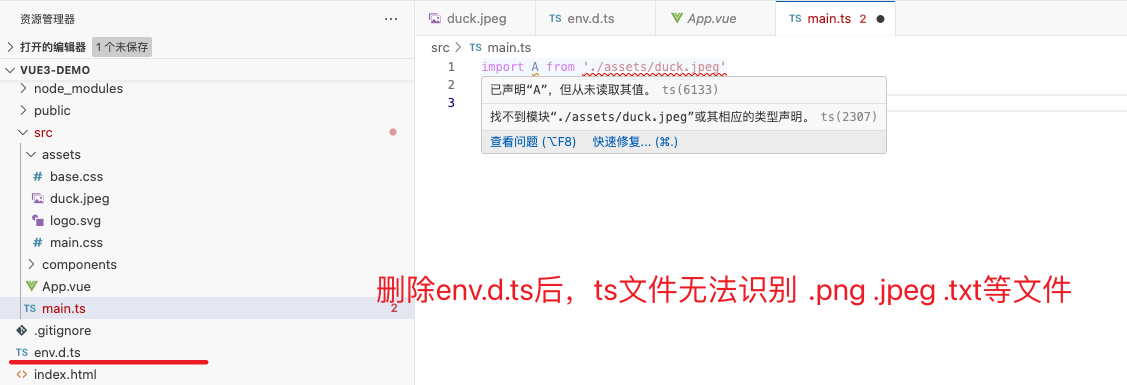 资源管理器
···
打开的编辑器 1 个未保存
VUE3-DEMO
node_modules
public
src
assets
base.css
duck.jpeg
logo.svg
main.css
components
App.vue
TS main.ts 2
.gitignore
TS env.d.ts
index.html
duck.jpeg
TS env.d.ts
App.vue
TS main.ts 2
src > TS main.ts
1 import A from './assets/duck.jpeg'
2
3
已声明“A”，但从未读取其值。 ts(6133)
找不到模块“./assets/duck.jpeg”或其相应的类型声明。 ts(2307)
查看问题 (⌥F8) 快速修复... (⌘.)
删除env.d.ts后，ts文件无法识别 .png .jpeg .txt等文件